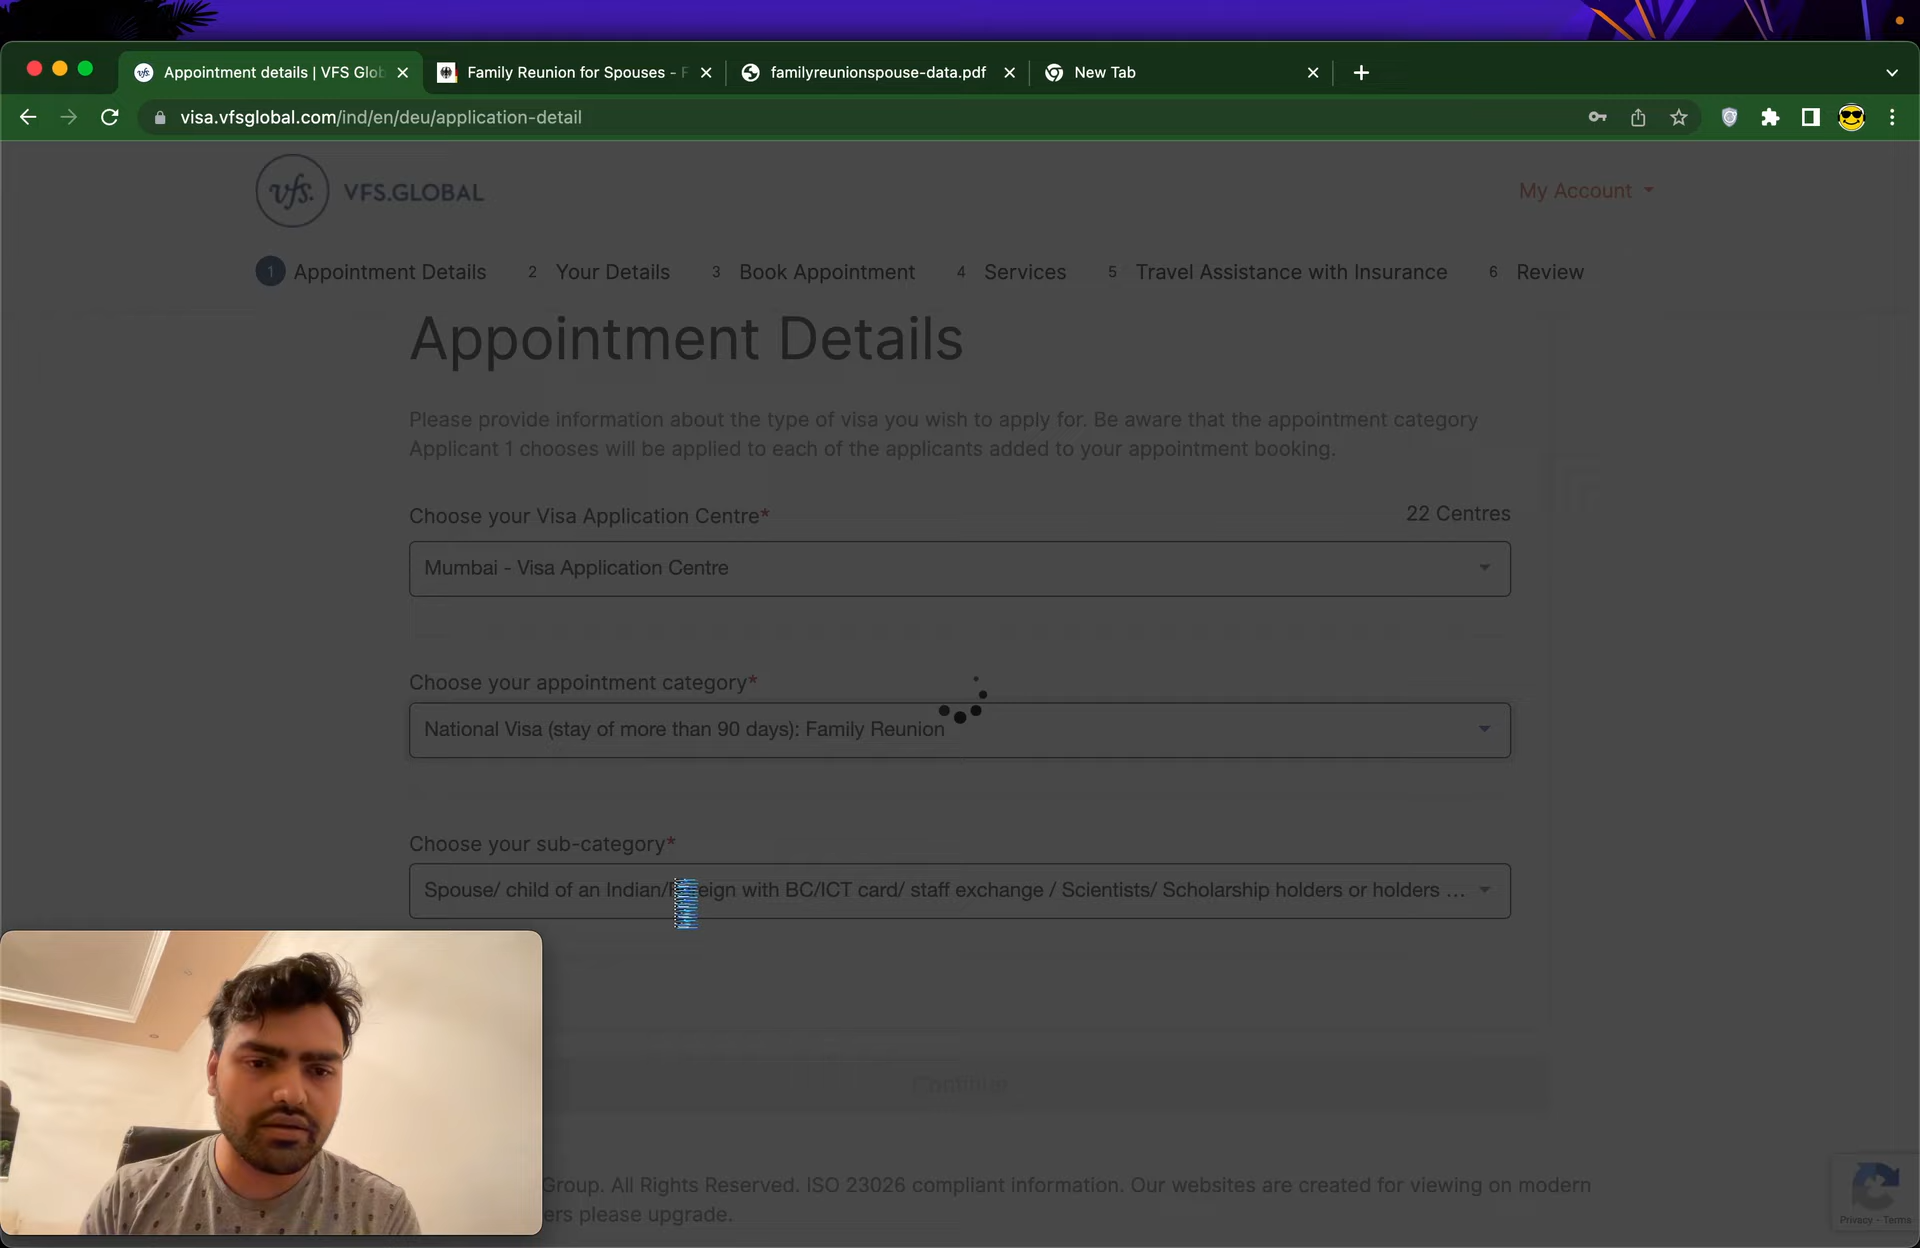 Appointment details | VFS Glob
Family Reunion for Spouses - F
familyreunionspouse-data.pdf
New Tab
visa.vfsglobal.com/ind/en/deu/application-detail
vfs. VFS.GLOBAL
My Account
1 Appointment Details 2 Your Details 3 Book Appointment 4 Services 5 Travel Assistance with Insurance 6 Review
Appointment Details
Please provide information about the type of visa you wish to apply for. Be aware that the appointment category
Applicant 1 chooses will be applied to each of the applicants added to your appointment booking.
Choose your Visa Application Centre* 22 Centres
Mumbai - Visa Application Centre
Choose your appointment category*
National Visa (stay of more than 90 days): Family Reunion
Choose your sub-category*
Spouse/ child of an Indian/ with BC/ICT card/ staff exchange / Scientists/ Scholarship holders or holders ...
Continue
Group. All Rights Reserved. ISO 23026 compliant information. Our websites are created for viewing on modern
ers please upgrade.
Privacy - Terms